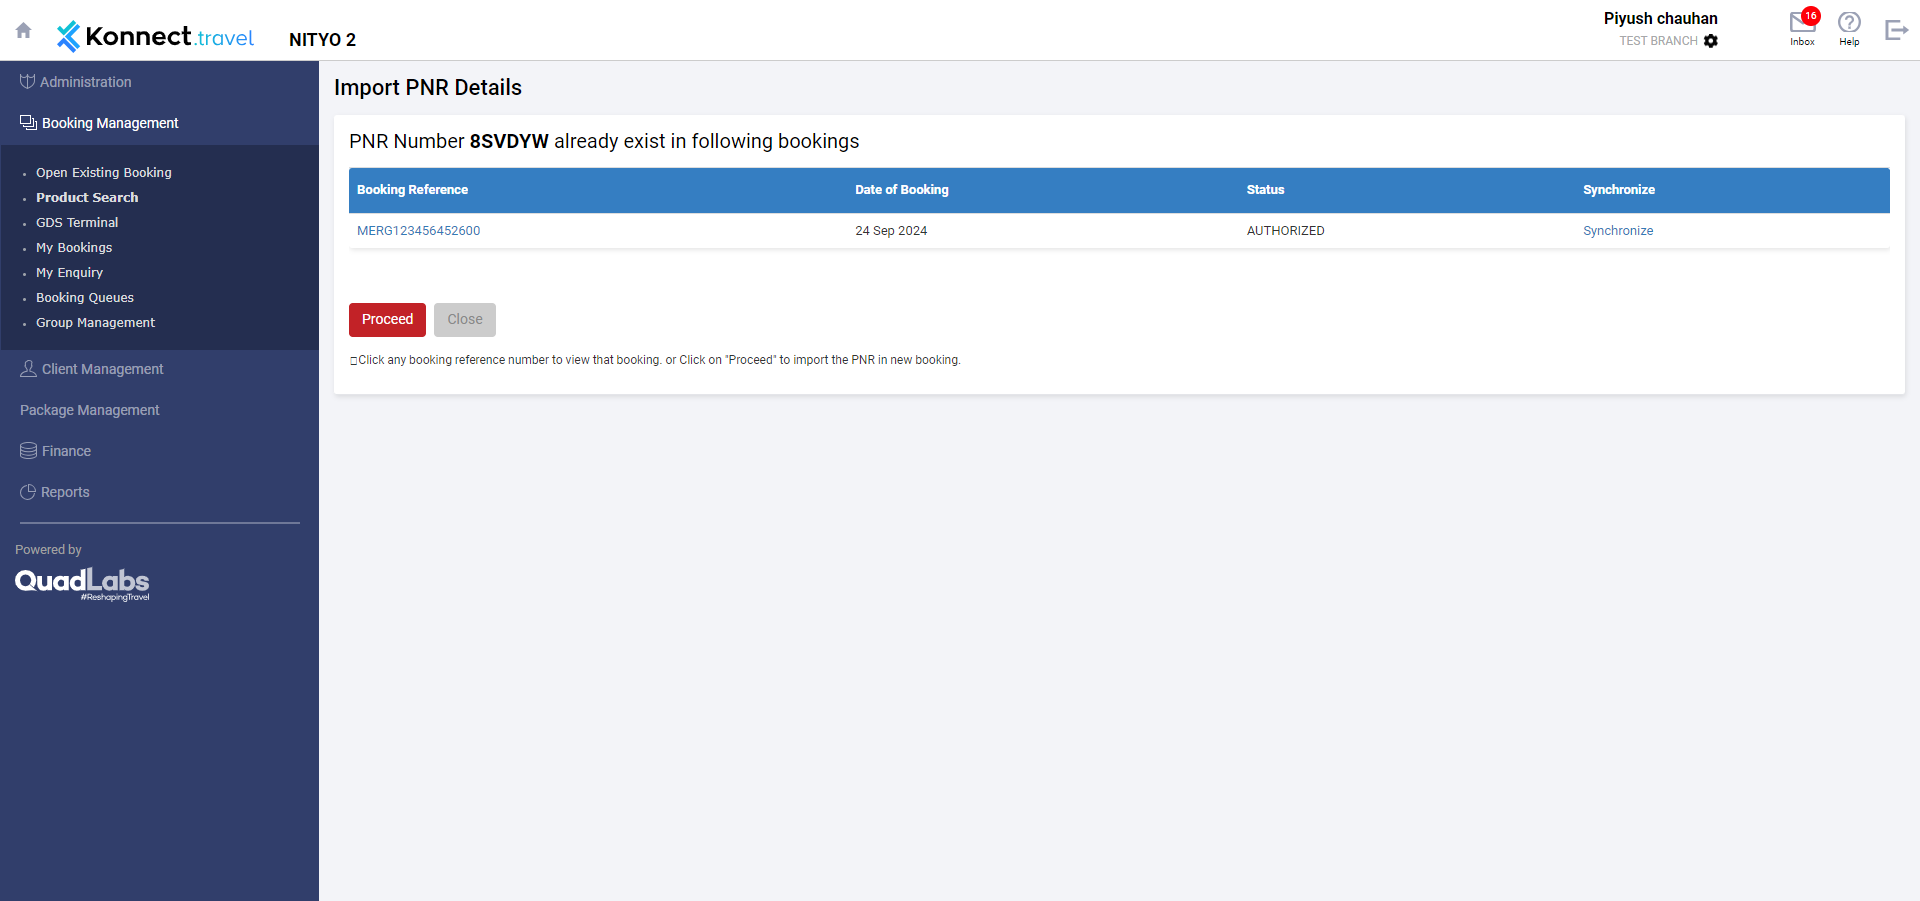 Konnect.travel
NITYO 2
Piyush chauhan
TEST BRANCH
16
Inbox
Help
Administration
Booking Management
Open Existing Booking
Product Search
GDS Terminal
My Bookings
My Enquiry
Booking Queues
Group Management
Client Management
Package Management
Finance
Reports
Powered by
QuadLabs
#ReshapingTravel
Import PNR Details
PNR Number 8SVDYW already exist in following bookings
Booking Reference Date of Booking Status Synchronize
MERG123456452600 24 Sep 2024 AUTHORIZED Synchronize
Proceed Close
Click any booking reference number to view that booking. or Click on "Proceed" to import the PNR in new booking.